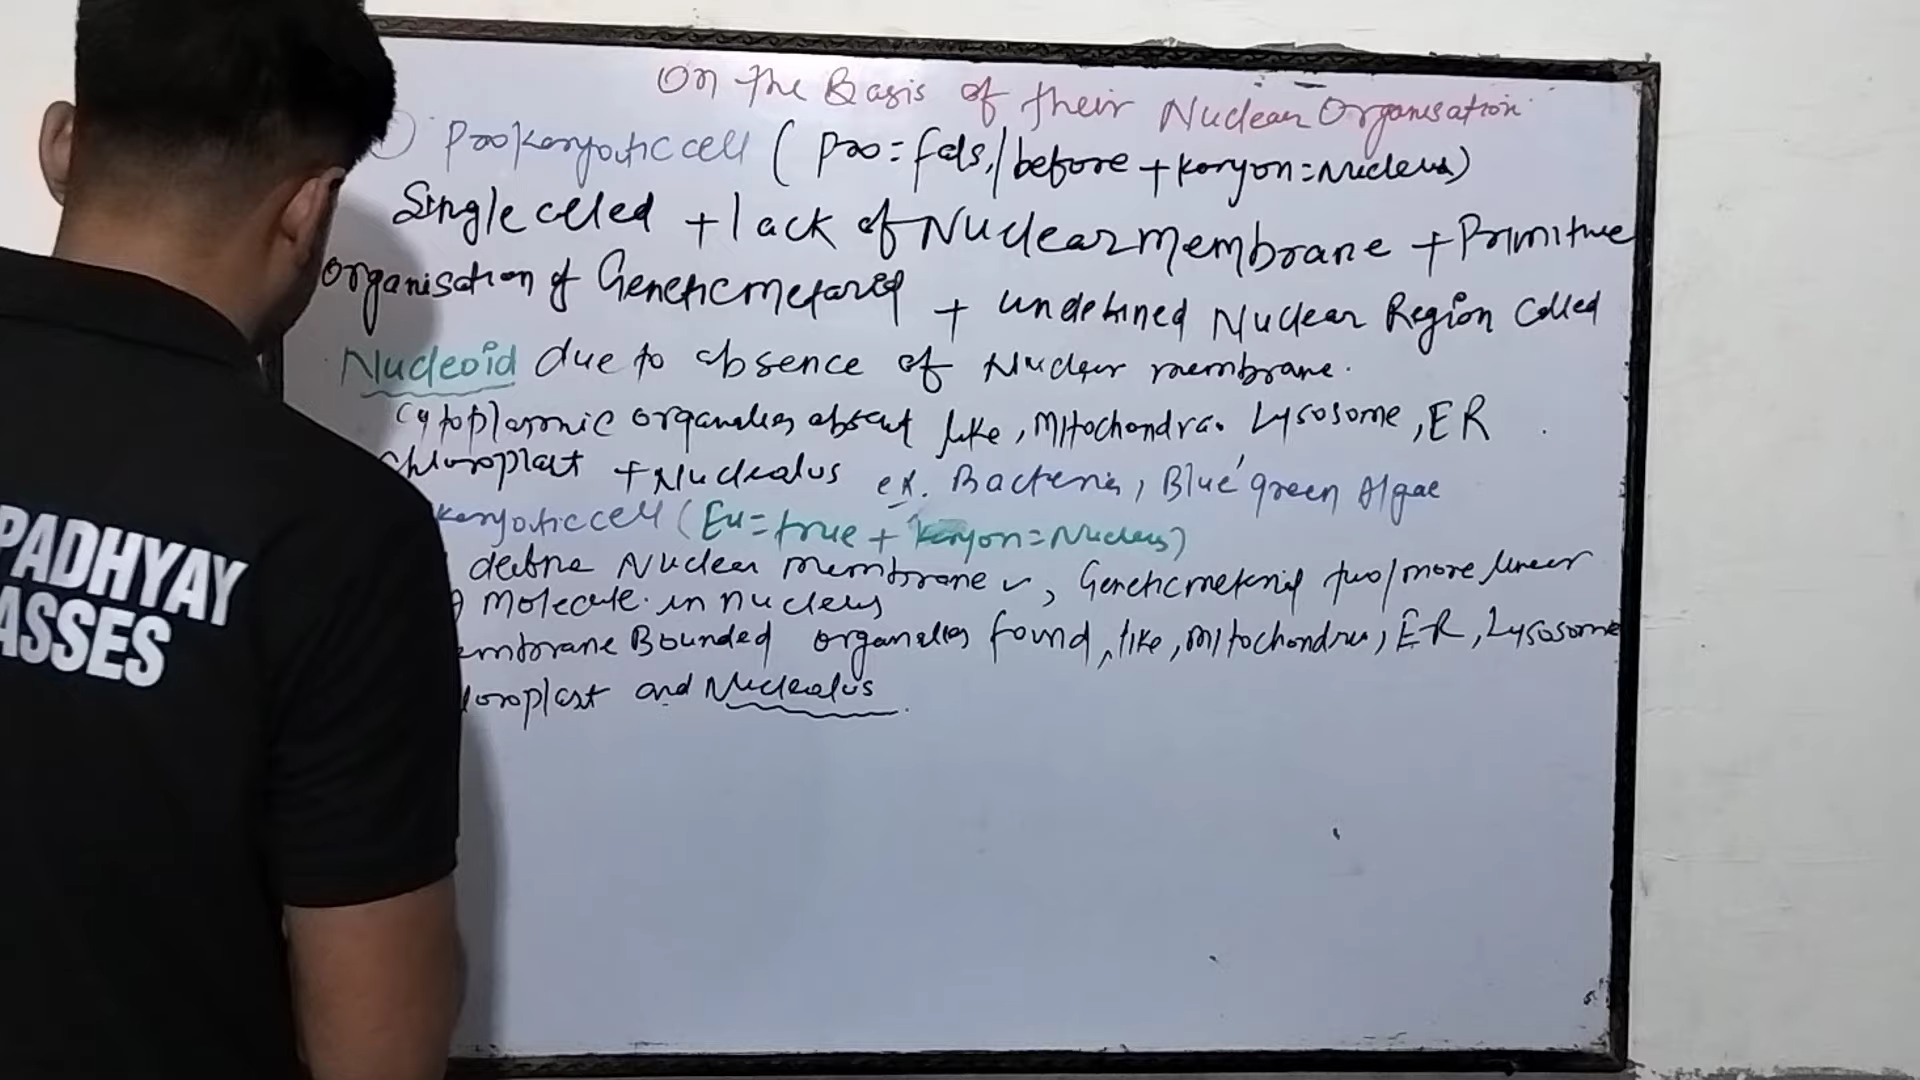 On the Basis of their Nuclear Organisation
Prokaryotic cell (Pro=fals/before + karyon=Nucleus)
Single celled + lack of Nuclear membrane + Primitive
organisation of Genetic material + undefined Nuclear Region Called
Nucleoid due to absence of Nuclear membrane.
Cytoplasmic organelles absent like, Mitochondria. Lysosome, ER
chloroplast + Nucleolus ex. Bacteria, Blue green Algae
karyotic cell (Eu=true + karyon=Nucleus)
define Nuclear membrane ✓, Genetic material two/more linear
Molecule in nucleus
embrane Bounded organelles found, like, Mitochondria, ER, Lysosome
loroplast and Nucleolus.
PADHYAY
ASSES